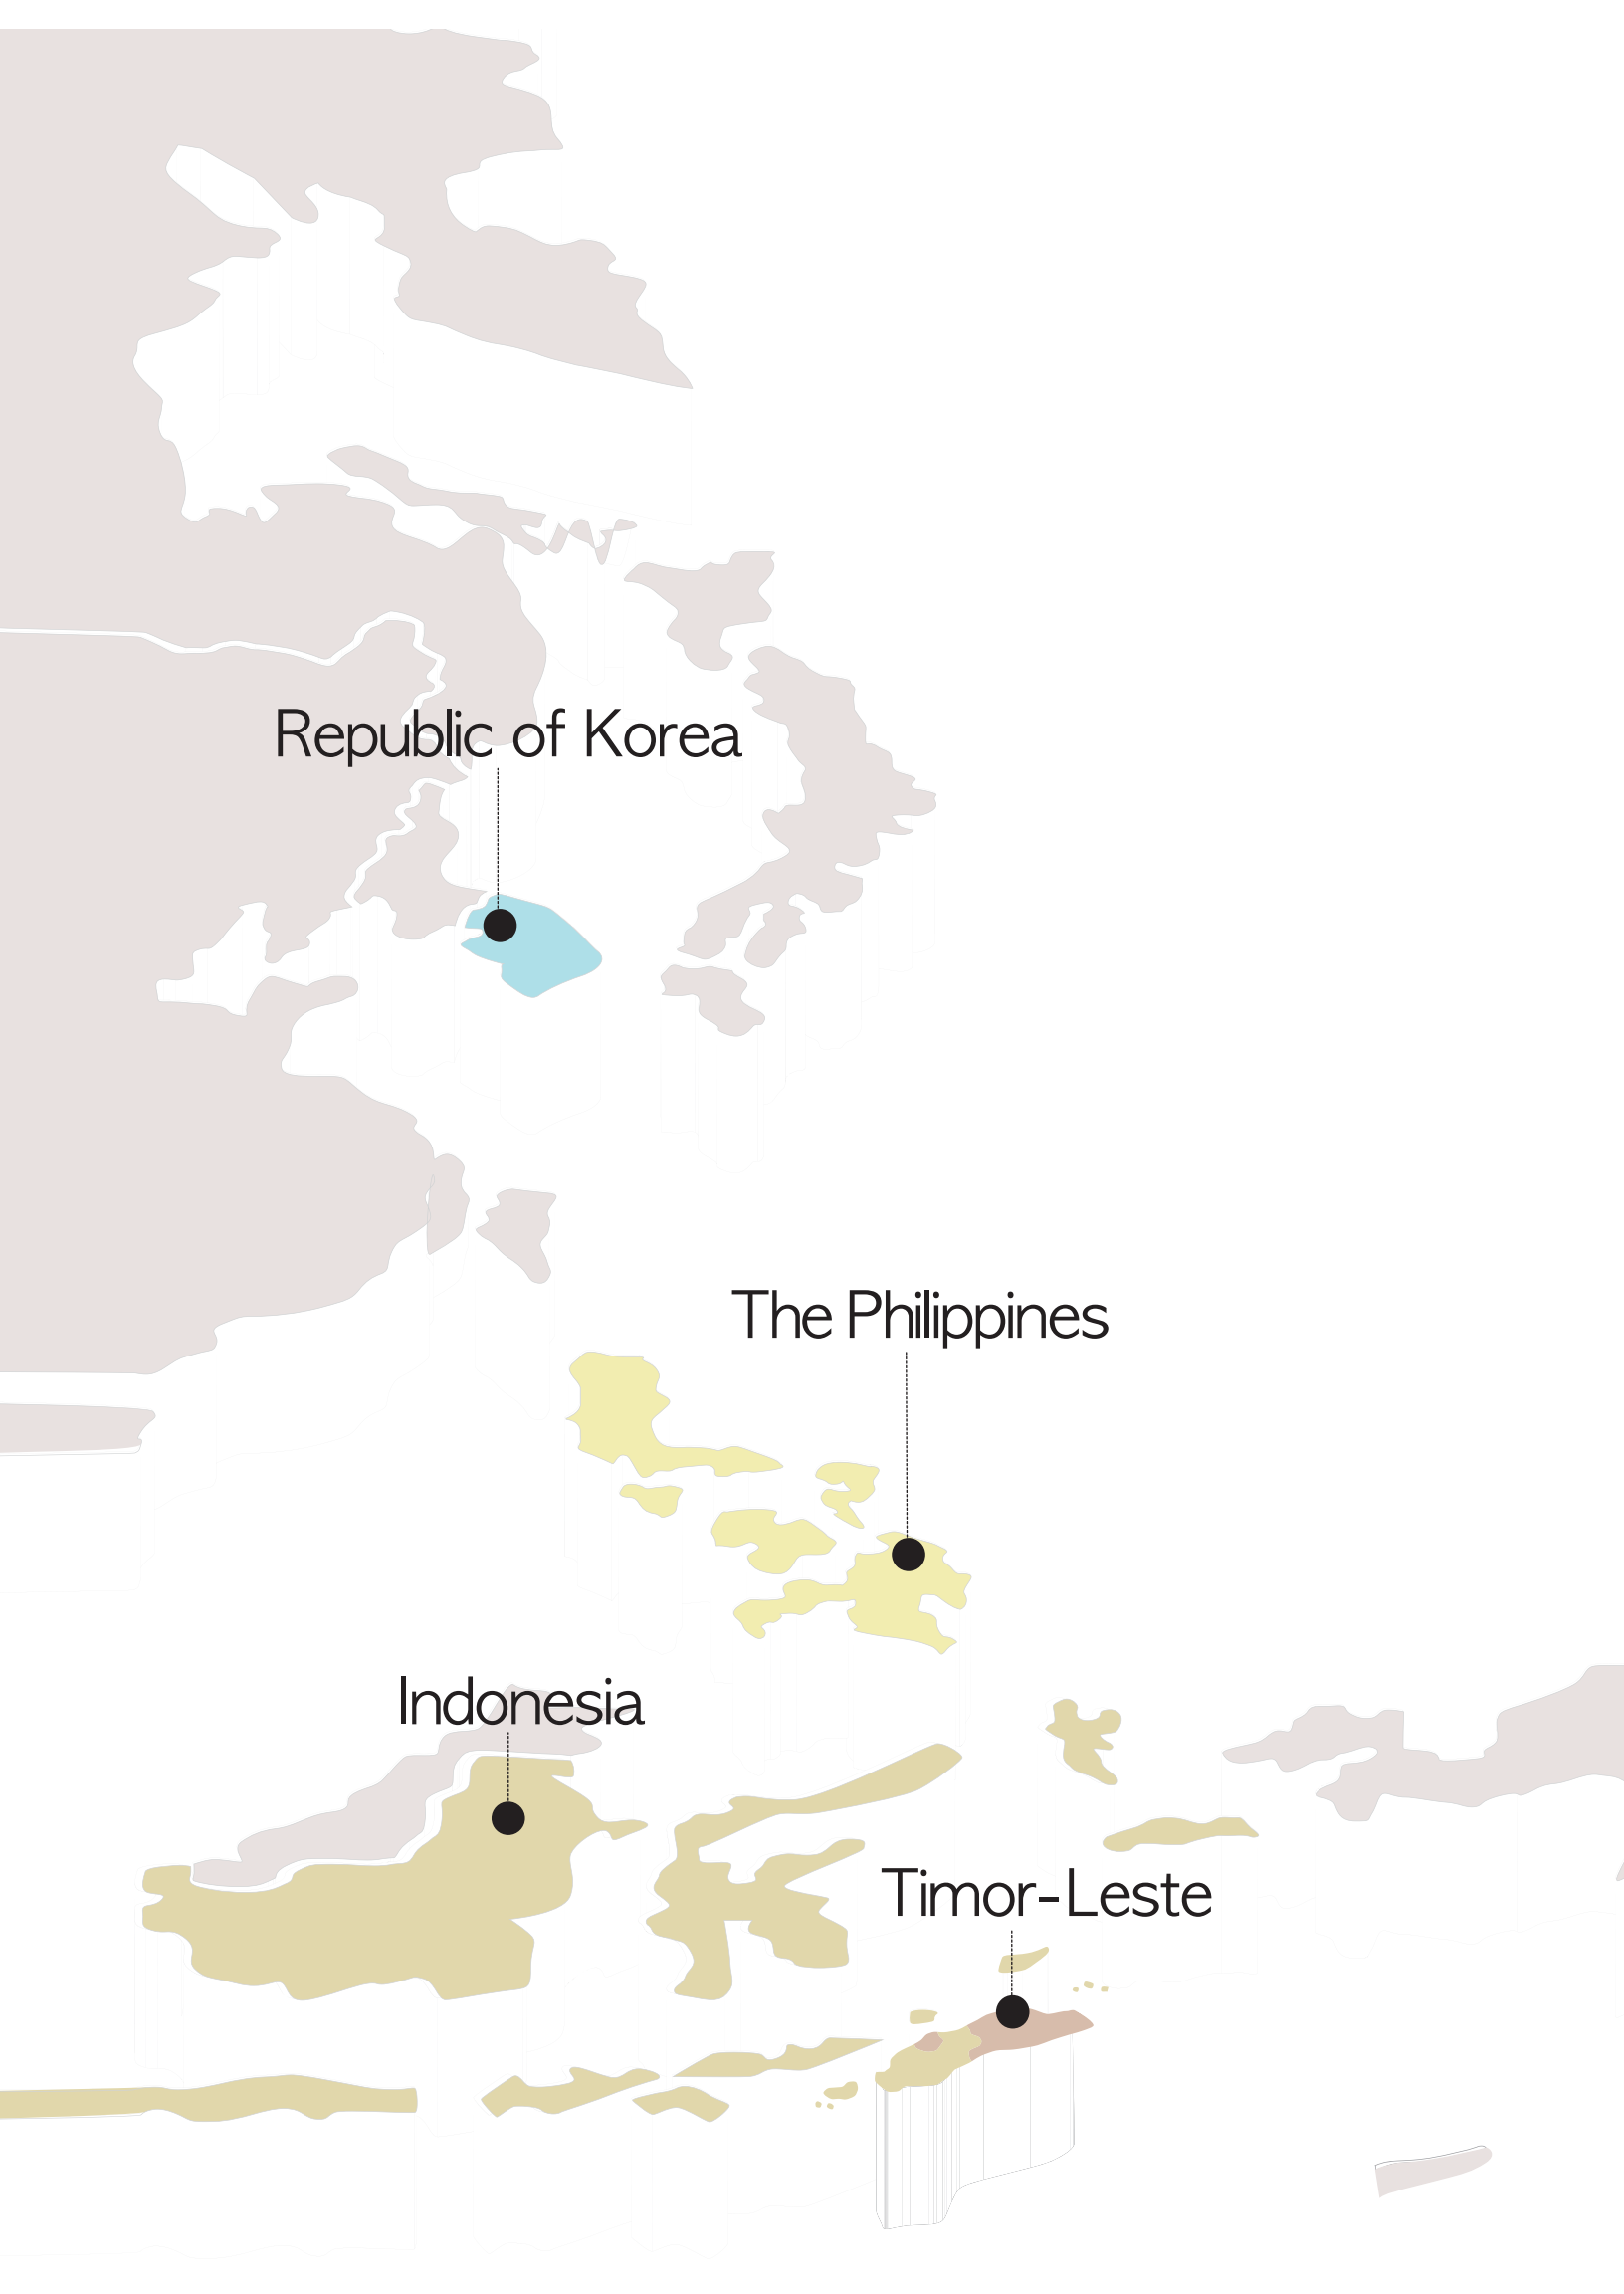 Republic of Korea
The Philippines
Indonesia
Timor-Leste